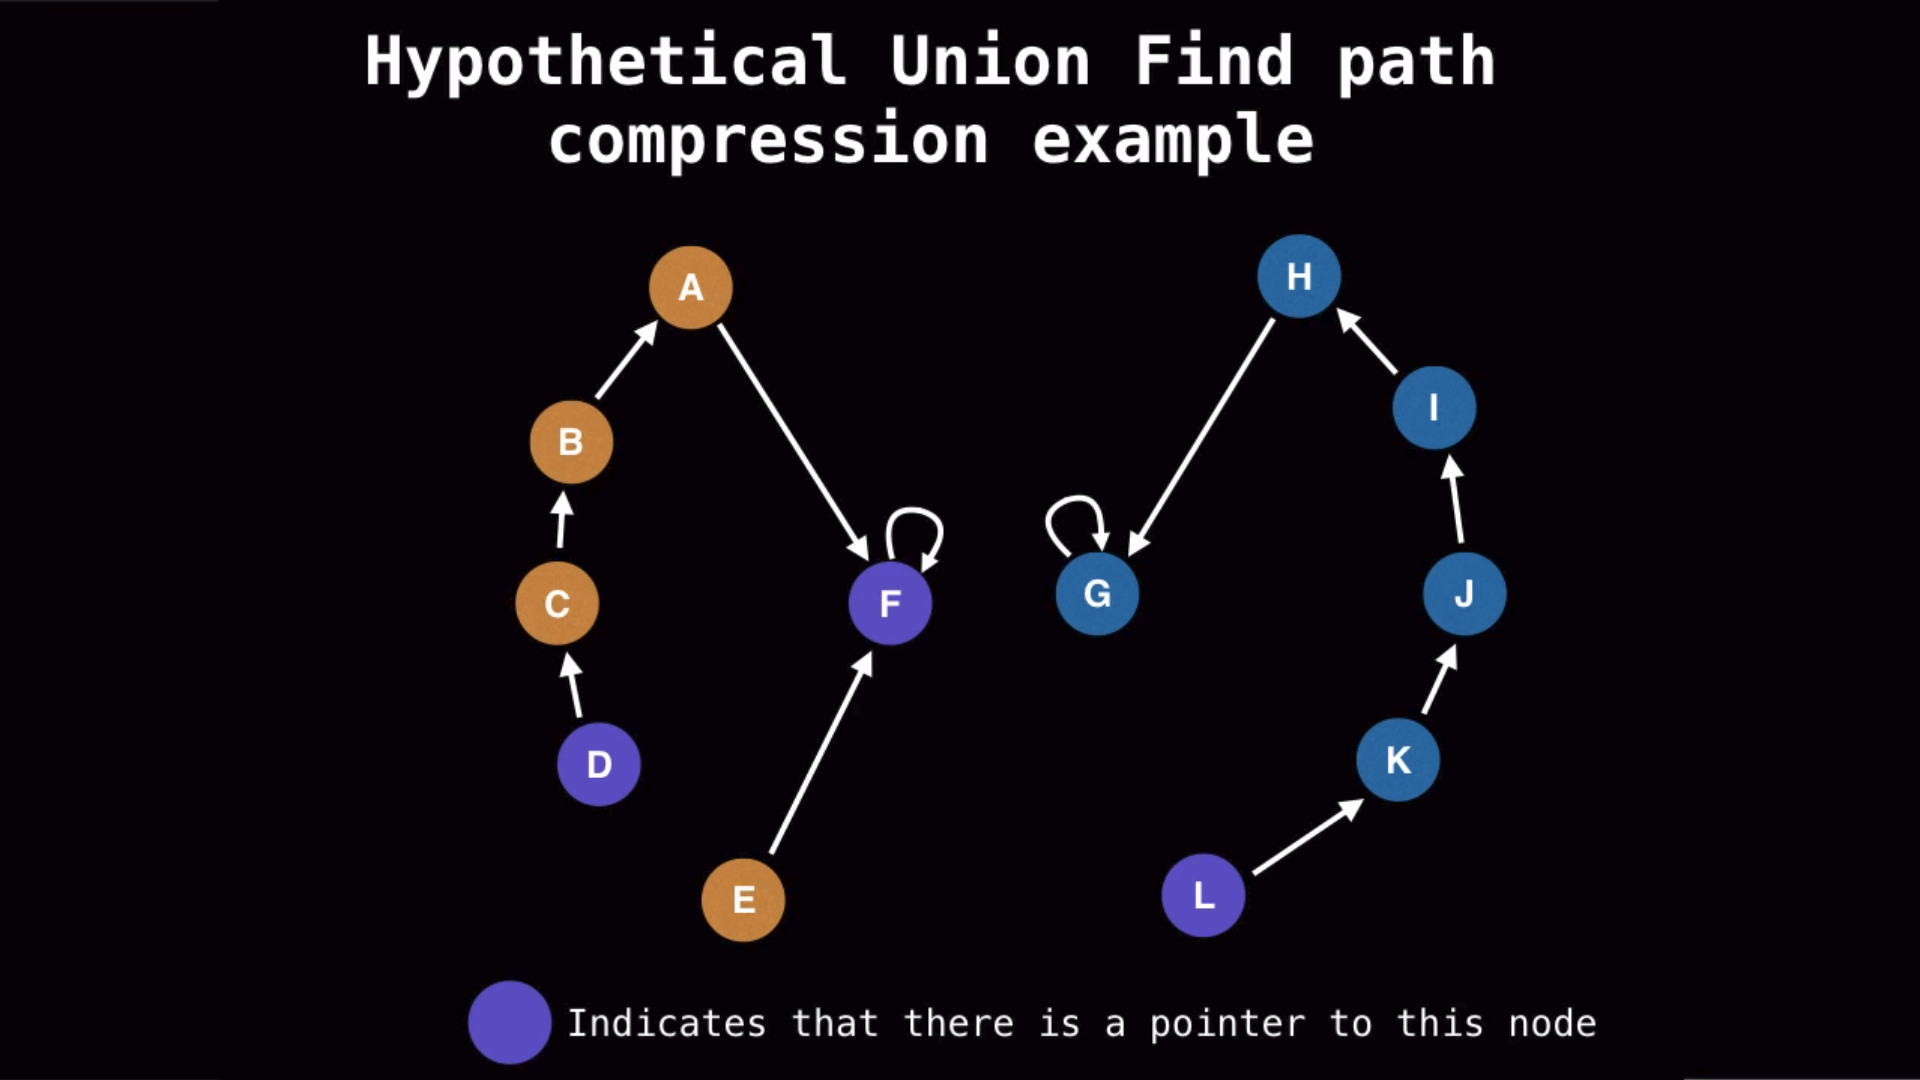 Hypothetical Union Find path
compression example
A
H
B
I
C
F
G
J
D
K
E
L
Indicates that there is a pointer to this node